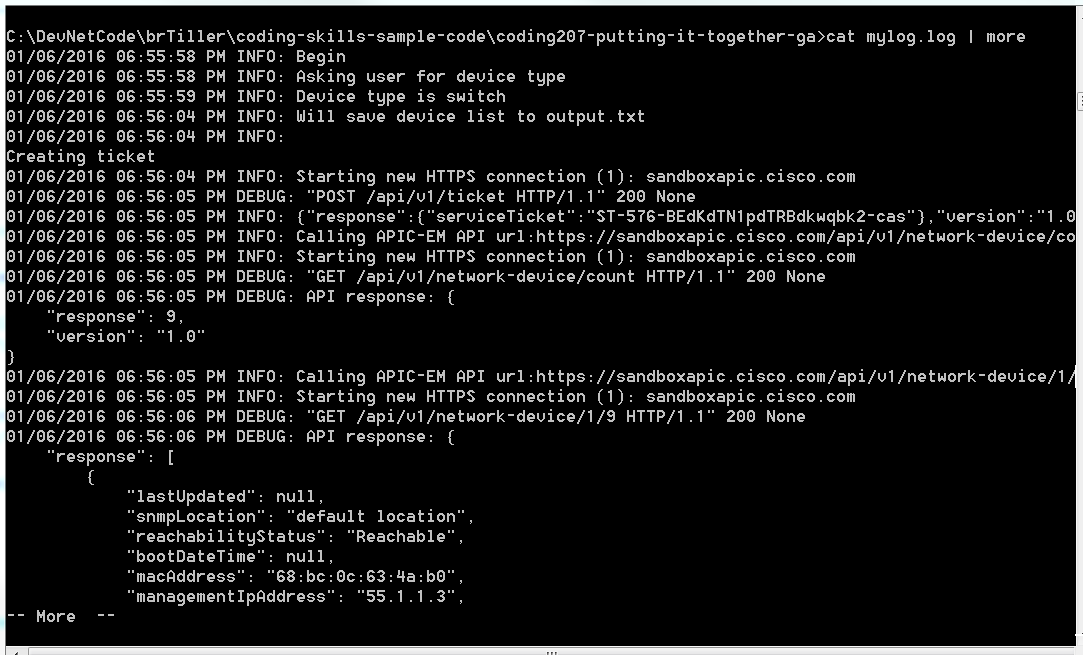 C:\DevNetCode\brTiller\coding-skills-sample-code\coding207-putting-it-together-ga>cat mylog.log | more
01/06/2016 06:55:58 PM INFO: Begin
01/06/2016 06:55:58 PM INFO: Asking user for device type
01/06/2016 06:55:59 PM INFO: Device type is switch
01/06/2016 06:56:04 PM INFO: Will save device list to output.txt
01/06/2016 06:56:04 PM INFO:
Creating ticket
01/06/2016 06:56:04 PM INFO: Starting new HTTPS connection (1): sandboxapic.cisco.com
01/06/2016 06:56:05 PM DEBUG: "POST /api/v1/ticket HTTP/1.1" 200 None
01/06/2016 06:56:05 PM INFO: {"response":{"serviceTicket":"ST-576-BEdKdTN1pdTRBdkwqbk2-cas"},"version":"1.0
01/06/2016 06:56:05 PM INFO: Calling APIC-EM API url:https://sandboxapic.cisco.com/api/v1/network-device/co
01/06/2016 06:56:05 PM INFO: Starting new HTTPS connection (1): sandboxapic.cisco.com
01/06/2016 06:56:05 PM DEBUG: "GET /api/v1/network-device/count HTTP/1.1" 200 None
01/06/2016 06:56:05 PM DEBUG: API response: {
    "response": 9,
    "version": "1.0"
}
01/06/2016 06:56:05 PM INFO: Calling APIC-EM API url:https://sandboxapic.cisco.com/api/v1/network-device/1/
01/06/2016 06:56:05 PM INFO: Starting new HTTPS connection (1): sandboxapic.cisco.com
01/06/2016 06:56:06 PM DEBUG: "GET /api/v1/network-device/1/9 HTTP/1.1" 200 None
01/06/2016 06:56:06 PM DEBUG: API response: {
    "response": [
        {
            "lastUpdated": null,
            "snmpLocation": "default location",
            "reachabilityStatus": "Reachable",
            "bootDateTime": null,
            "macAddress": "68:bc:0c:63:4a:b0",
            "managementIpAddress": "55.1.1.3",
-- More  --